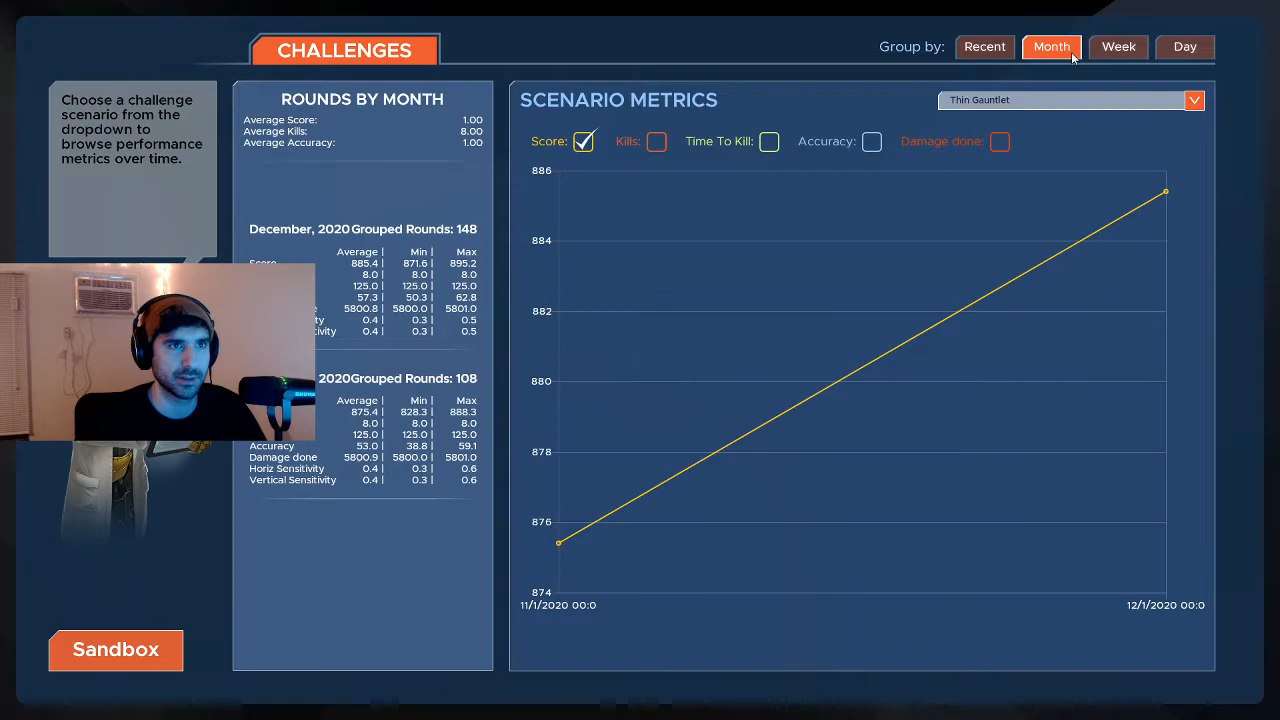 CHALLENGES
Group by:
Recent
Month
Week
Day
Choose a challenge
scenario from the
dropdown to
browse performance
metrics over time.
ROUNDS BY MONTH
Average Score: 1.00
Average Kills: 8.00
Average Accuracy: 1.00
December, 2020 Grouped Rounds: 148
Average | Min | Max
Score 885.4 | 871.6 | 895.2
8.0 | 8.0 | 8.0
125.0 | 125.0 | 125.0
57.3 | 50.3 | 62.8
5800.8 | 5800.0 | 5801.0
0.4 | 0.3 | 0.5
0.4 | 0.3 | 0.5
2020 Grouped Rounds: 108
Average | Min | Max
875.4 | 828.3 | 888.3
8.0 | 8.0 | 8.0
125.0 | 125.0 | 125.0
Accuracy 53.0 | 38.8 | 59.1
Damage done 5800.9 | 5800.0 | 5801.0
Horiz Sensitivity 0.4 | 0.3 | 0.6
Vertical Sensitivity 0.4 | 0.3 | 0.6
SCENARIO METRICS
Thin Gauntlet
Score:
Kills:
Time To Kill:
Accuracy:
Damage done:
886
884
882
880
878
876
874
11/1/2020 00:0
12/1/2020 00:0
Sandbox